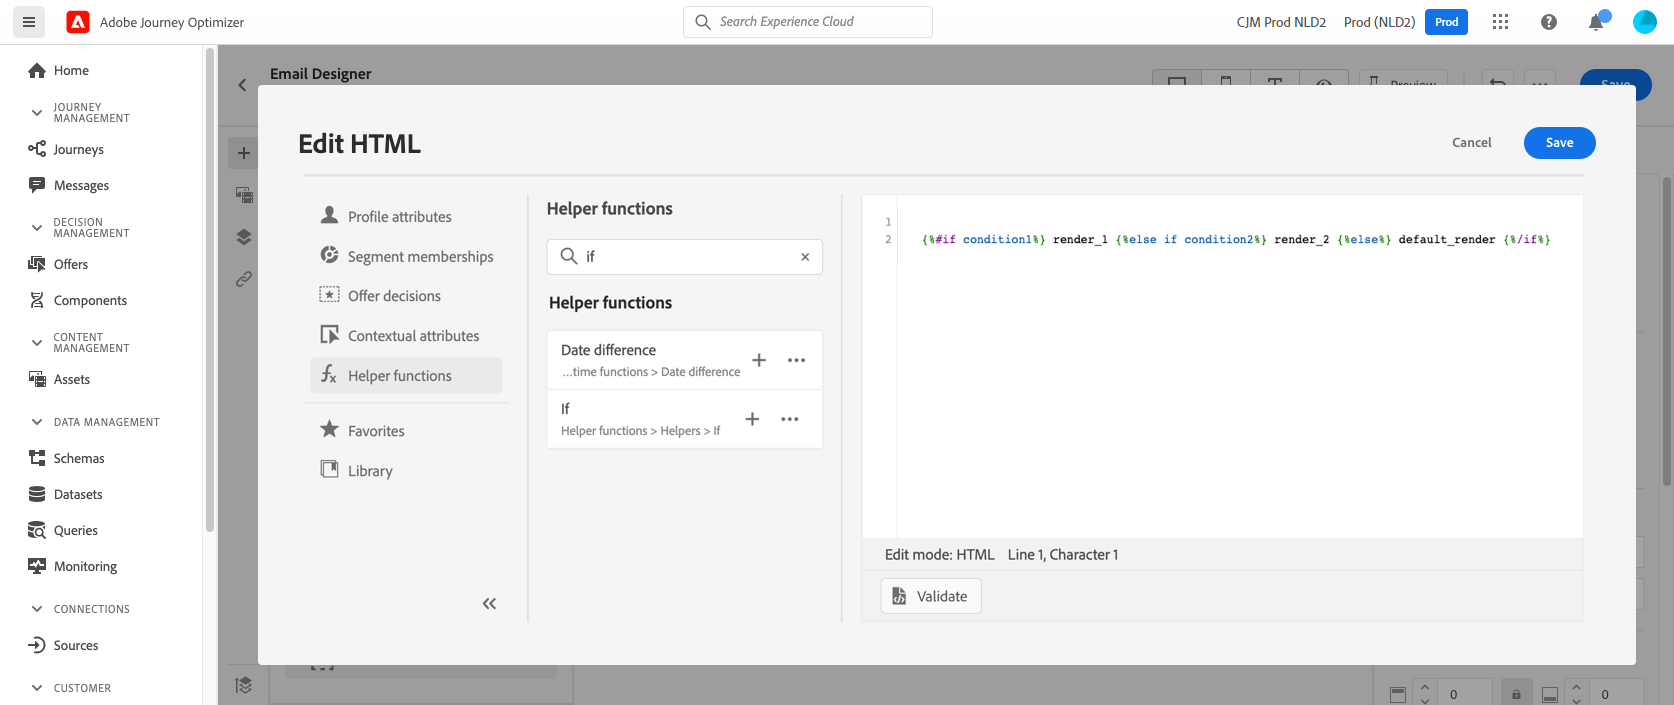 Adobe Journey Optimizer
Search Experience Cloud
CJM Prod NLD2
Prod (NLD2)
Prod
Home
JOURNEY
MANAGEMENT
Journeys
Messages
DECISION
MANAGEMENT
Offers
Components
CONTENT
MANAGEMENT
Assets
DATA MANAGEMENT
Schemas
Datasets
Queries
Monitoring
CONNECTIONS
Sources
CUSTOMER
Email Designer
Preview
Save
Edit HTML
Cancel
Save
Profile attributes
Segment memberships
Offer decisions
Contextual attributes
Helper functions
Favorites
Library
Helper functions
if
Helper functions
Date difference
...time functions > Date difference
If
Helper functions > Helpers > If
1
2 {%#if condition1%} render_1 {%else if condition2%} render_2 {%else%} default_render {%/if%}
Edit mode: HTML Line 1, Character 1
Validate
0
0